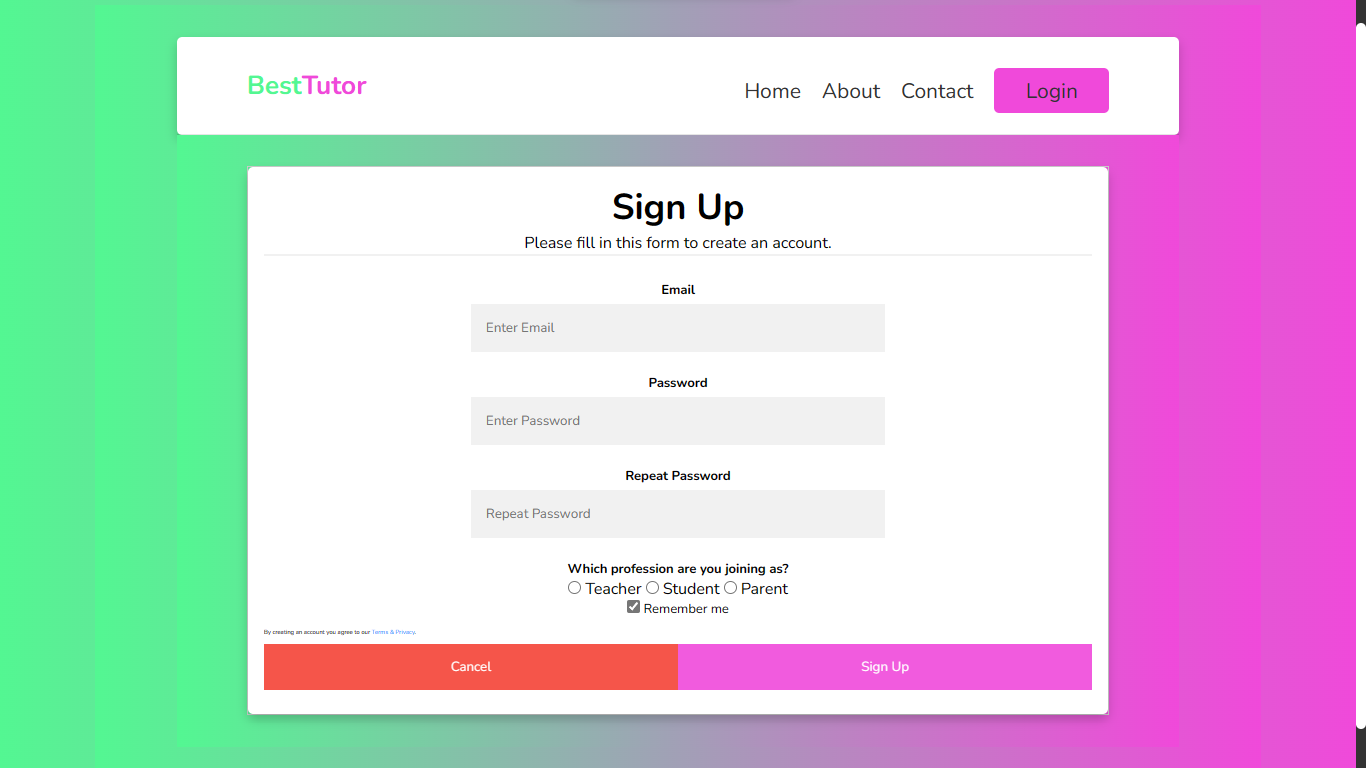 BestTutor
Home About Contact Login
Sign Up
Please fill in this form to create an account.
Email
Enter Email
Password
Enter Password
Repeat Password
Repeat Password
Which profession are you joining as?
Teacher Student Parent
Remember me
By creating an account you agree to our Terms & Privacy.
Cancel Sign Up